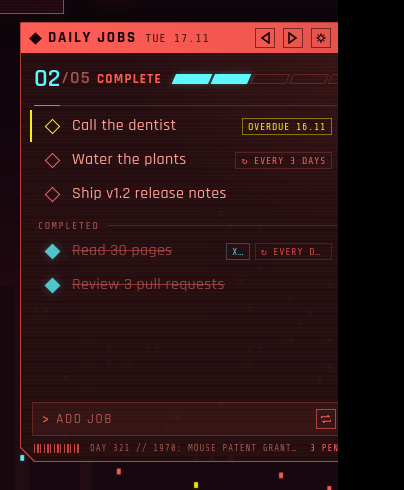 DAILY JOBS TUE 17.11
02/05 COMPLETE
Call the dentist OVERDUE 16.11
Water the plants ↻ EVERY 3 DAYS
Ship v1.2 release notes
COMPLETED
Read 30 pages X… ↻ EVERY D…
Review 3 pull requests
> ADD JOB
DAY 321 // 1970: MOUSE PATENT GRANT… 3 PEN